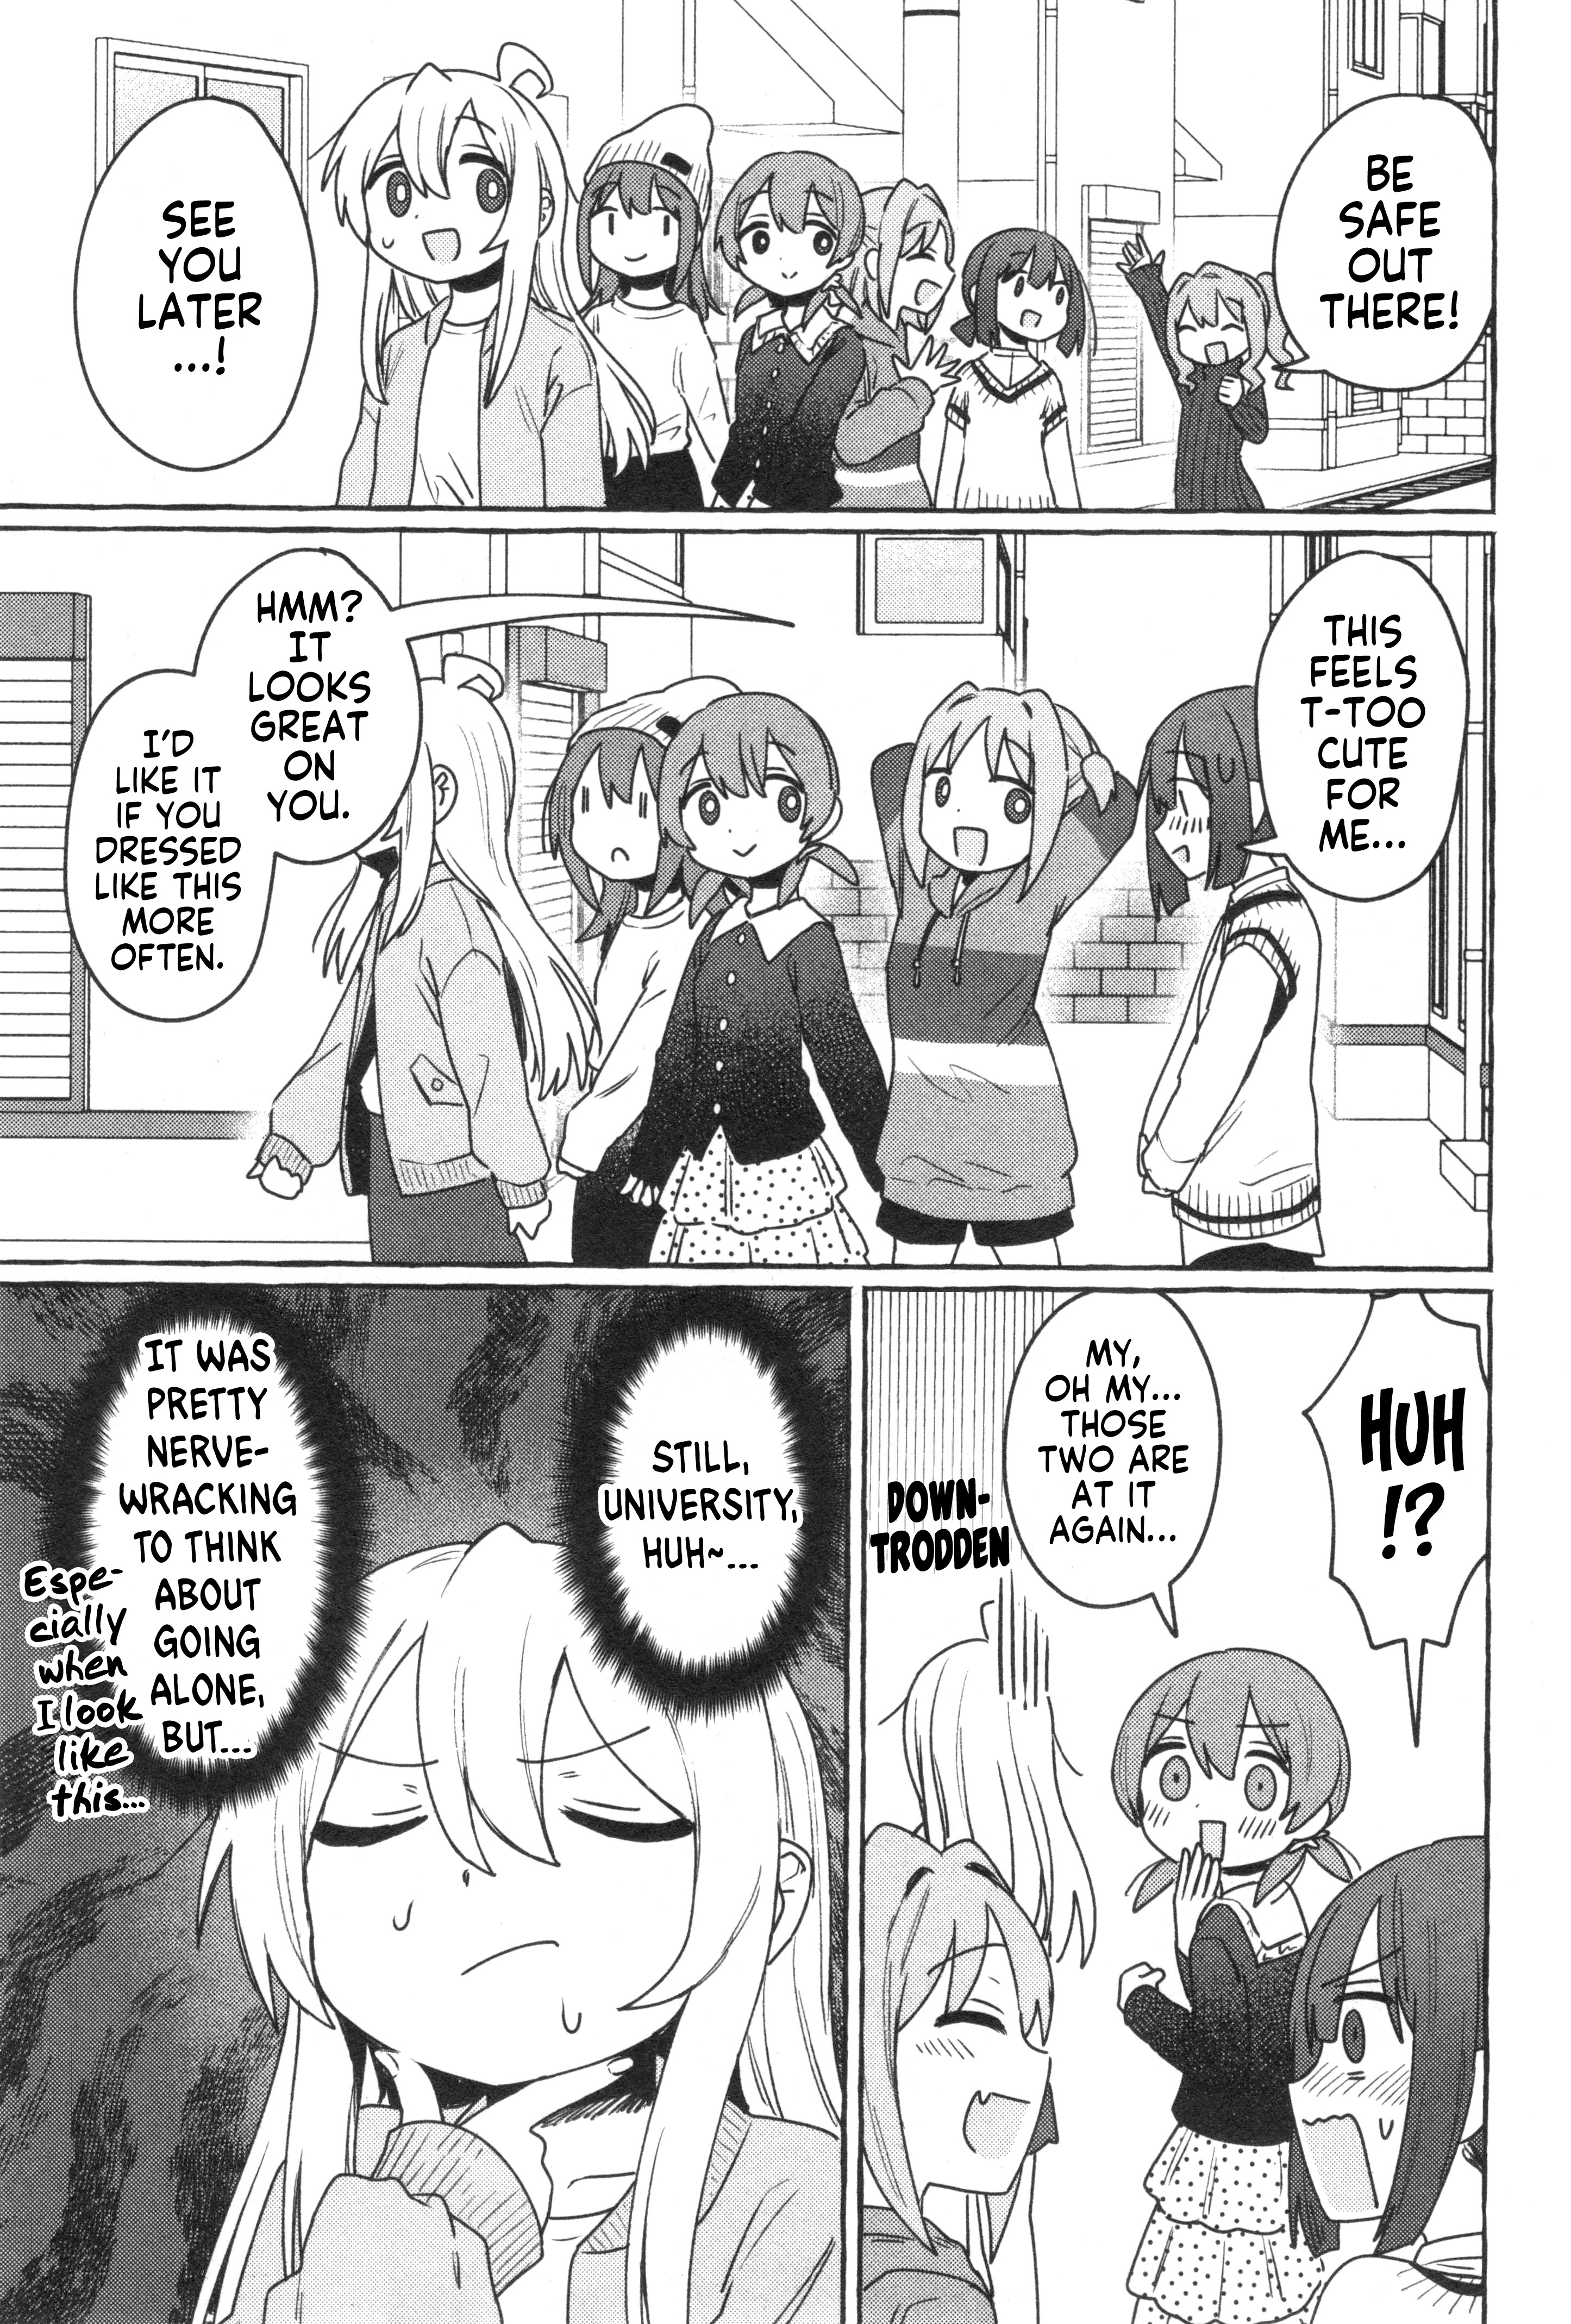 BE
SAFE
OUT
THERE!
SEE
YOU
LATER
...!
THIS
FEELS
T-TOO
CUTE
FOR
ME...
HMM?
IT
LOOKS
GREAT
ON
YOU.
I'D
LIKE IT
IF YOU
DRESSED
LIKE THIS
MORE
OFTEN.
HUH
!?
MY,
OH MY...
THOSE
TWO ARE
AT IT
AGAIN...
DOWN-
TRODDEN
STILL,
UNIVERSITY,
HUH~...
IT WAS
PRETTY
NERVE-
WRACKING
TO THINK
ABOUT
GOING
ALONE,
BUT...
Espe-
cially
when
I look
like
this...